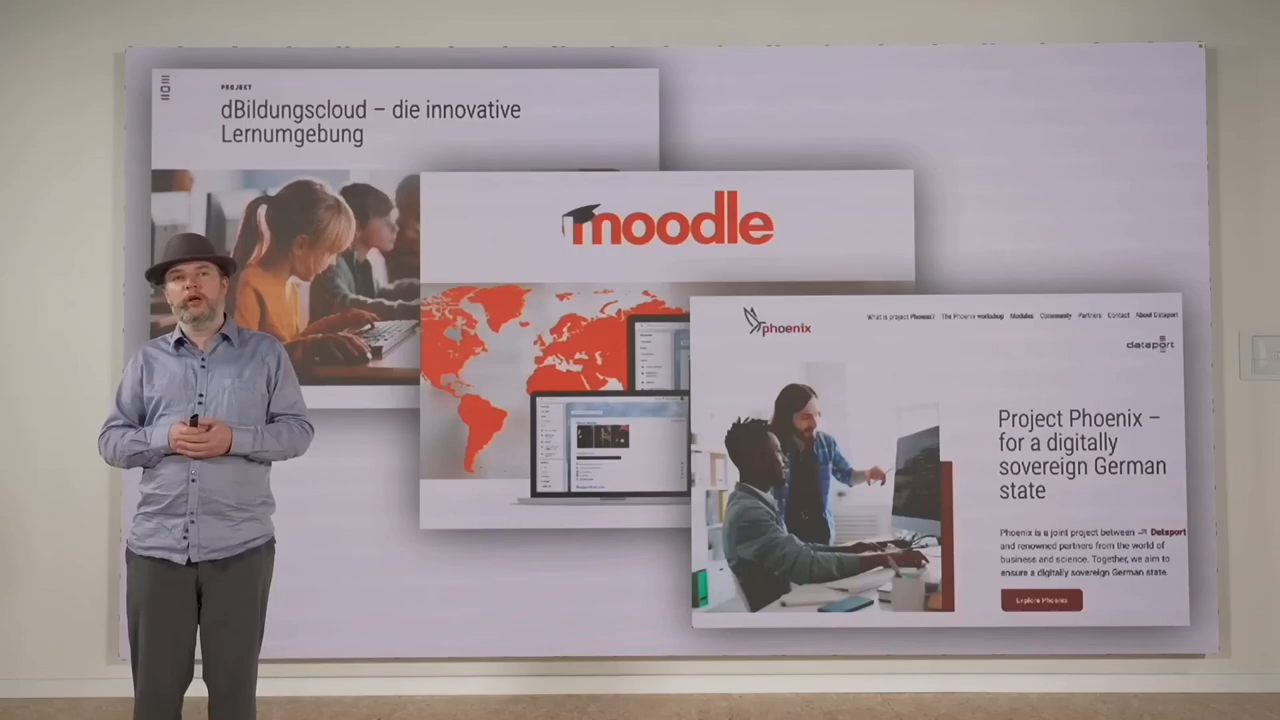 PROJEKT
dBildungscloud – die innovative
Lernumgebung
moodle
phoenix
What is project Phoenix? The Phoenix workshop Modules Community Partners Contact About Dataport
dataport
Project Phoenix –
for a digitally
sovereign German
state
Phoenix is a joint project between Dataport
and renowned partners from the world of
business and science. Together, we aim to
ensure a digitally sovereign German state.
Explore Phoenix